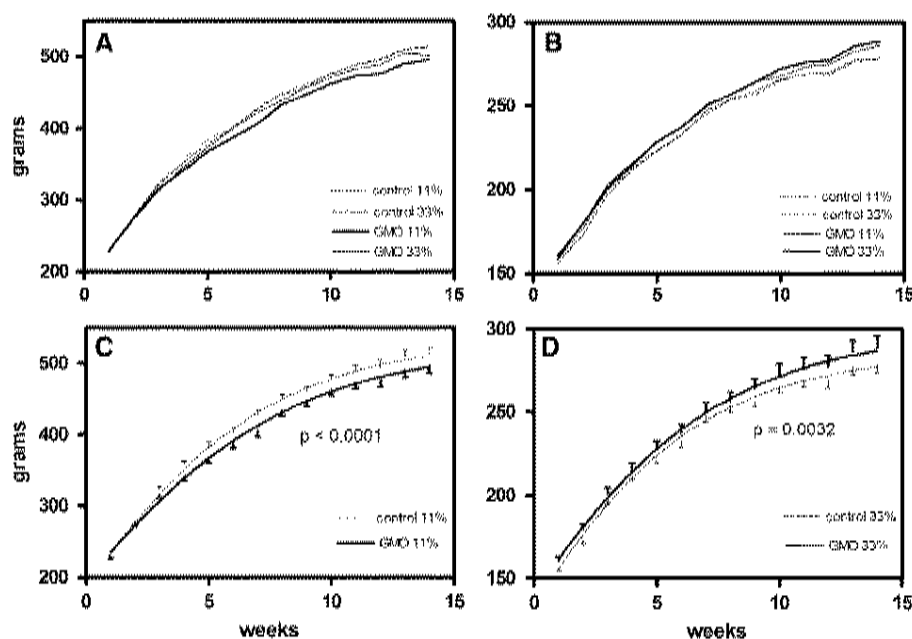 A
grams
500
400
300
200
0 5 10 15
control 11%
control 33%
GMO 11%
GMO 33%
B
300
250
200
150
0 5 10 15
control 11%
control 33%
GMO 11%
GMO 33%
C
grams
500
400
300
200
0 5 10 15
p < 0.0001
control 11%
GMO 11%
weeks
D
300
250
200
150
0 5 10 15
p = 0.0032
control 33%
GMO 33%
weeks